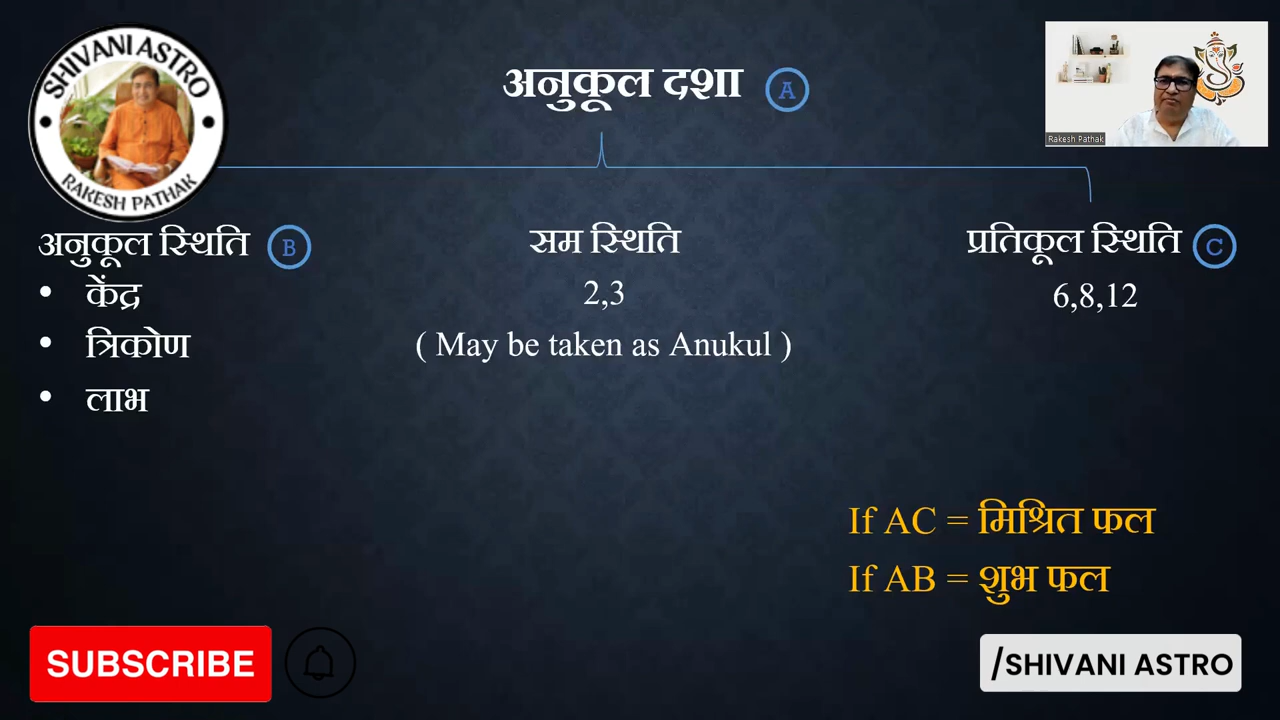 SHIVANI ASTRO
RAKESH PATHAK
अनुकूल दशा A
Rakesh Pathak
अनुकूल स्थिति B
• केंद्र
• त्रिकोण
• लाभ
सम स्थिति
2,3
( May be taken as Anukul )
प्रतिकूल स्थिति C
6,8,12
If AC = मिश्रित फल
If AB = शुभ फल
SUBSCRIBE
/SHIVANI ASTRO